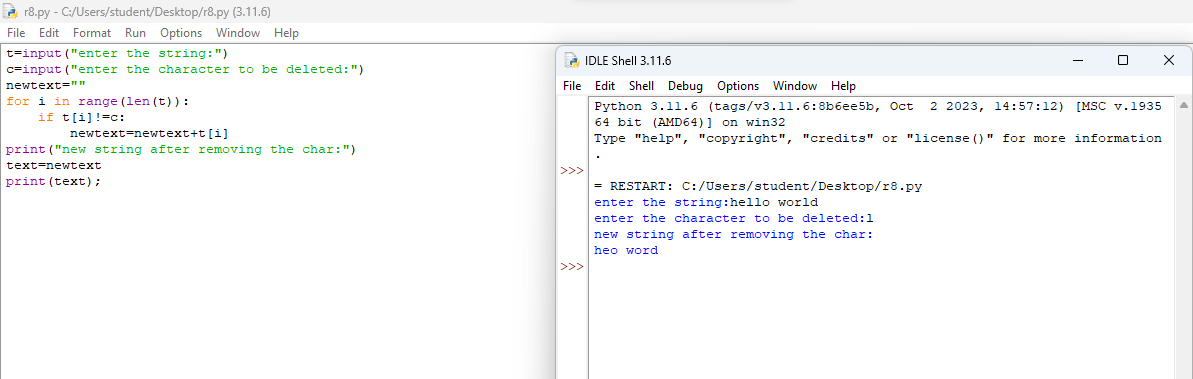 r8.py - C:/Users/student/Desktop/r8.py (3.11.6)
File Edit Format Run Options Window Help
t=input("enter the string:")
c=input("enter the character to be deleted:")
newtext=""
for i in range(len(t)):
    if t[i]!=c:
        newtext=newtext+t[i]
print("new string after removing the char:")
text=newtext
print(text);
IDLE Shell 3.11.6
File Edit Shell Debug Options Window Help
Python 3.11.6 (tags/v3.11.6:8b6ee5b, Oct  2 2023, 14:57:12) [MSC v.1935
64 bit (AMD64)] on win32
Type "help", "copyright", "credits" or "license()" for more information
.
>>>
= RESTART: C:/Users/student/Desktop/r8.py
enter the string:hello world
enter the character to be deleted:l
new string after removing the char:
heo word
>>>